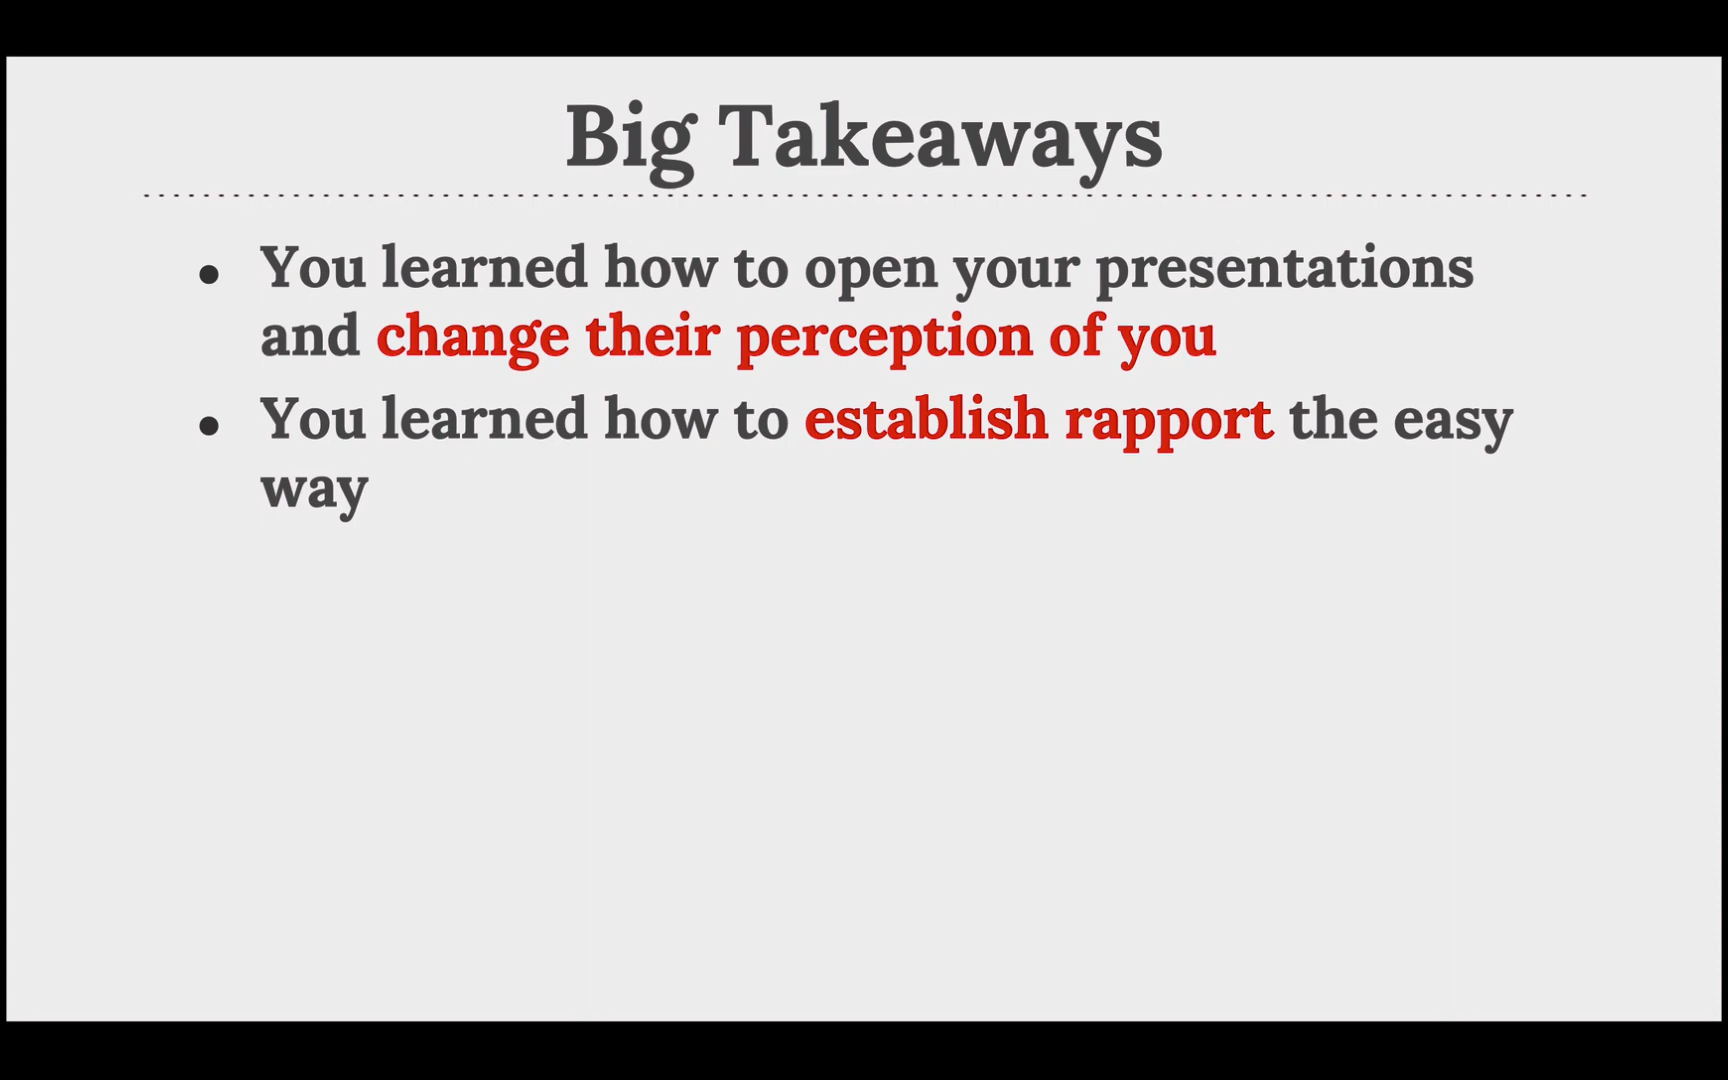 Big Takeaways
• You learned how to open your presentations
and change their perception of you
• You learned how to establish rapport the easy
way